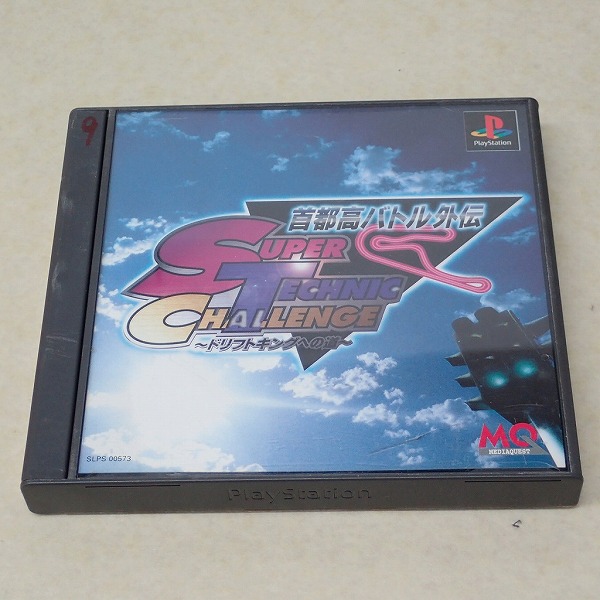 9
PlayStation
首都高バトル外伝
SUPER
TECHNIC
CHALLENGE
～ドリフトキングへの道～
SLPS 00573
MQ
MEDIAQUEST
PlayStation